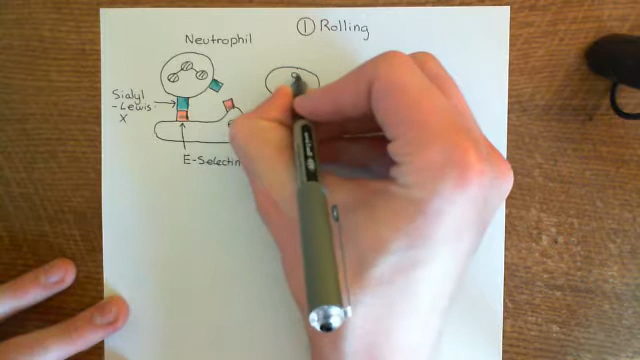 ① Rolling
Neutrophil
Sialyl
-Lewis
X
E-Selectin